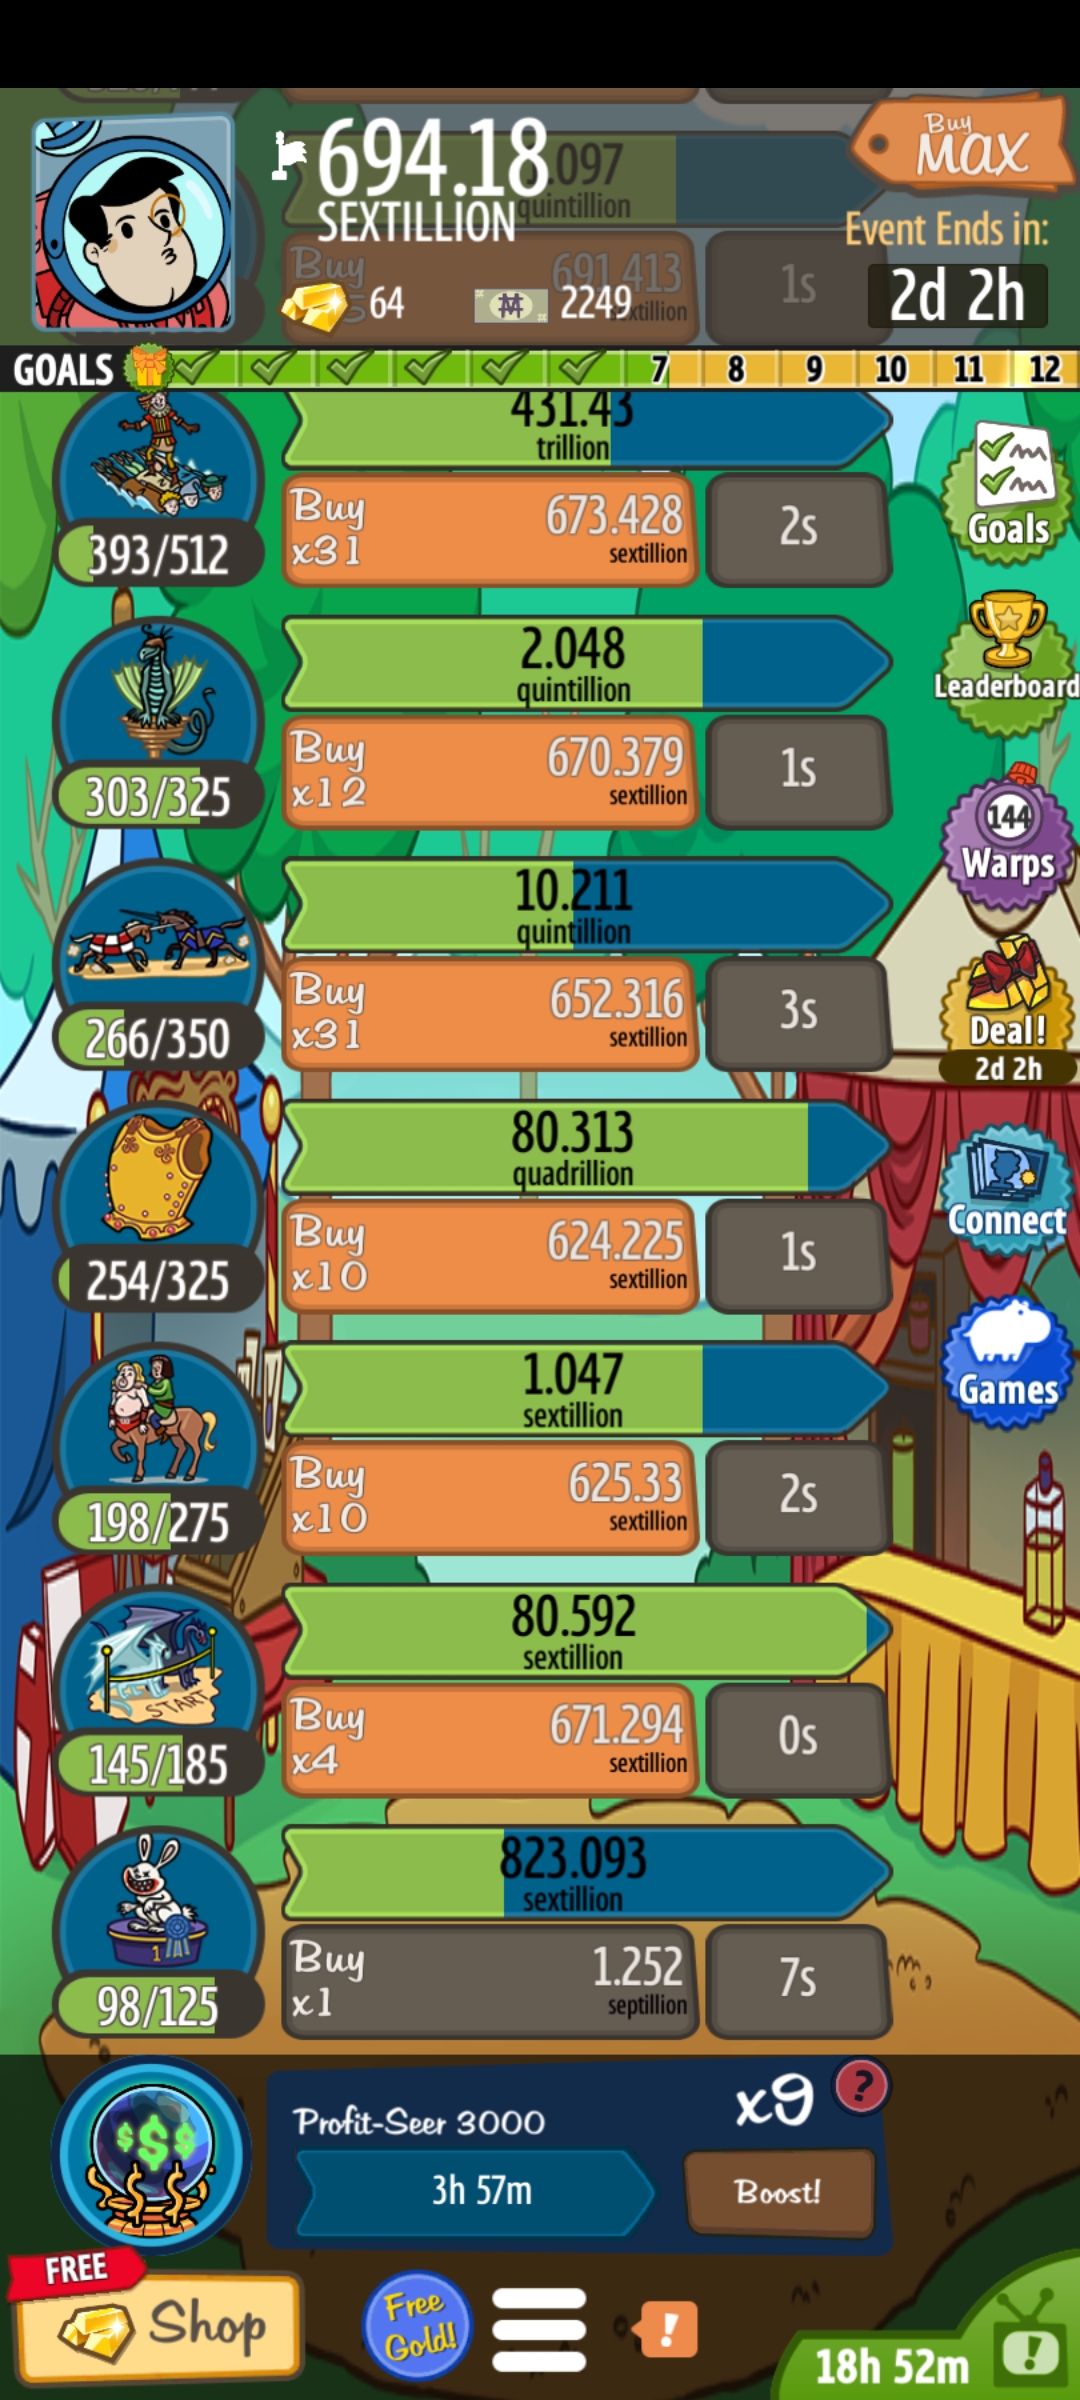 694.18
SEXTILLION
.097
quintillion
Buy
MAX
Event Ends in:
2d 2h
Buy
691.413
1s
64
2249
GOALS
7
8
9
10
11
12
431.43
trillion
393/512
Buy
x31
673.428
sextillion
2s
Goals
2.048
quintillion
303/325
Buy
x12
670.379
sextillion
1s
Leaderboard
10.211
quintillion
266/350
Buy
x31
652.316
sextillion
3s
144
Warps
Deal!
2d 2h
80.313
quadrillion
254/325
Buy
x10
624.225
sextillion
1s
Connect
1.047
sextillion
198/275
Buy
x10
625.33
sextillion
2s
Games
80.592
sextillion
START
145/185
Buy
x4
671.294
sextillion
0s
823.093
sextillion
1
98/125
Buy
x1
1.252
septillion
7s
$$$
Profit-Seer 3000
x9
?
3h 57m
Boost!
FREE
Shop
Free
Gold!
!
18h 52m
!